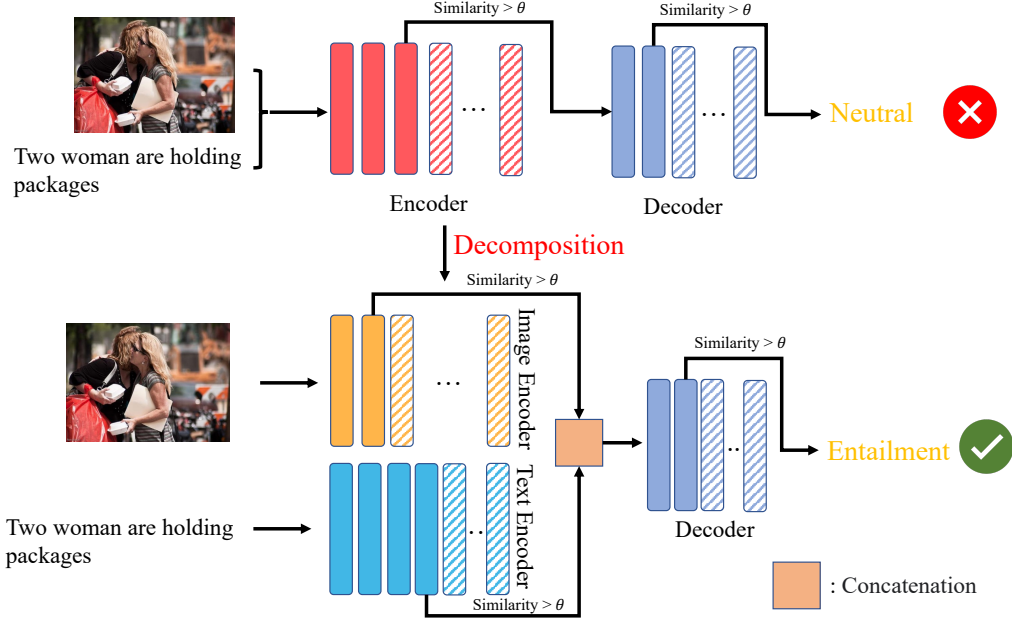 Similarity > θ
Similarity > θ
Two woman are holding
packages
...
...
Neutral
Encoder
Decoder
Decomposition
Similarity > θ
Image Encoder
...
Similarity > θ
Entailment
Text Encoder
..
..
Two woman are holding
packages
Decoder
Similarity > θ
: Concatenation